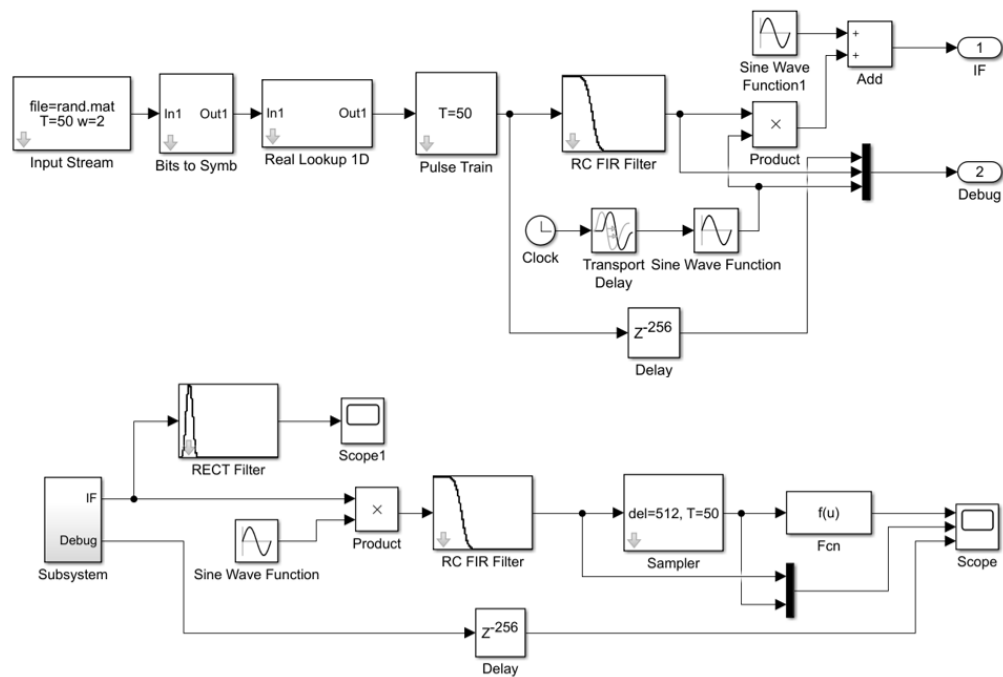 Sine Wave
Function1
+
+
Add
1
IF
file=rand.mat
T=50 w=2
Input Stream
In1 Out1
Bits to Symb
In1 Out1
Real Lookup 1D
T=50
Pulse Train
RC FIR Filter
×
Product
2
Debug
Clock
Transport
Delay
Sine Wave Function
Z-256
Delay
RECT Filter
Scope1
IF
Debug
Subsystem
Sine Wave Function
×
Product
RC FIR Filter
del=512, T=50
Sampler
f(u)
Fcn
Scope
Z-256
Delay